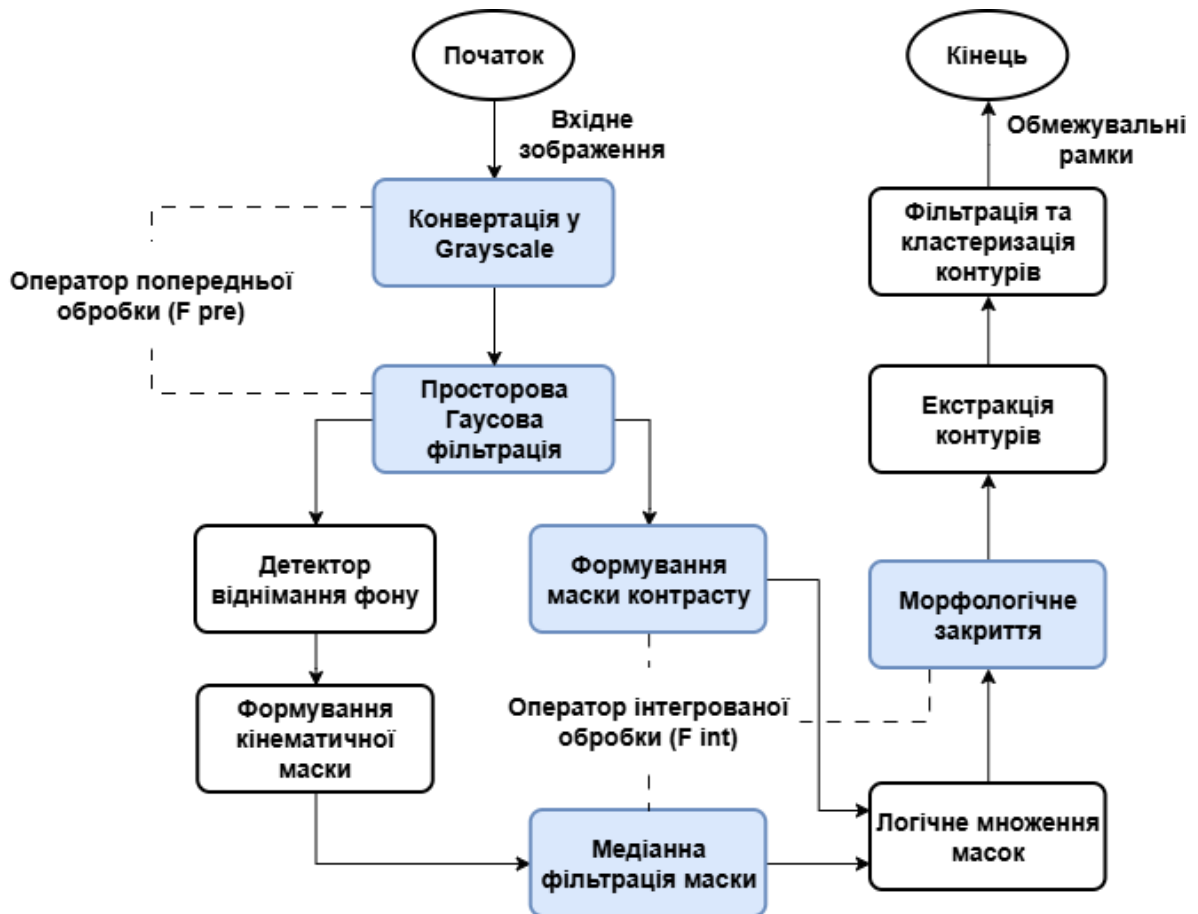 Початок
Вхідне
зображення
Конвертація у
Grayscale
Оператор попередньої
обробки (F pre)
Просторова
Гаусова
фільтрація
Детектор
віднімання фону
Формування
кінематичної
маски
Формування
маски контрасту
Оператор інтегрованої
обробки (F int)
Медіанна
фільтрація маски
Логічне множення
масок
Морфологічне
закриття
Екстракція
контурів
Фільтрація та
кластеризація
контурів
Обмежувальні
рамки
Кінець